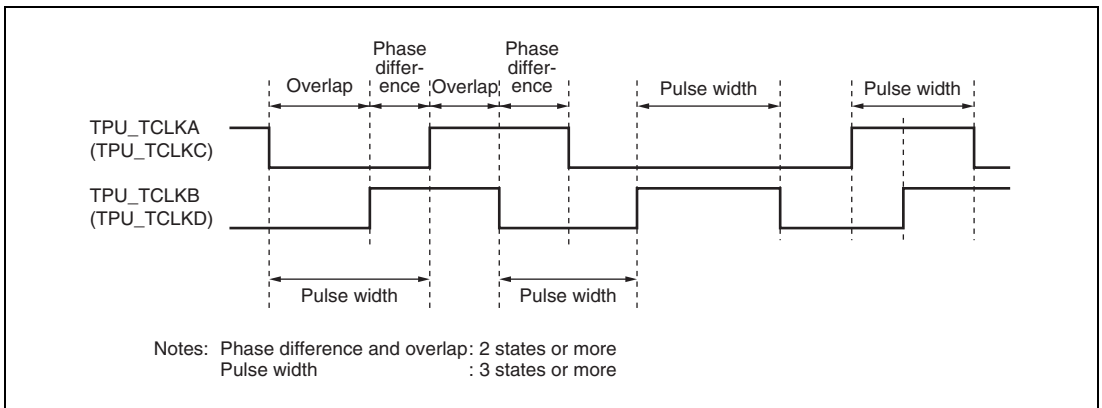 Phase
differ-
ence
Phase
differ-
ence
Overlap
Overlap
Pulse width
Pulse width
TPU_TCLKA
(TPU_TCLKC)
TPU_TCLKB
(TPU_TCLKD)
Pulse width
Pulse width
Notes: Phase difference and overlap: 2 states or more
Pulse width : 3 states or more